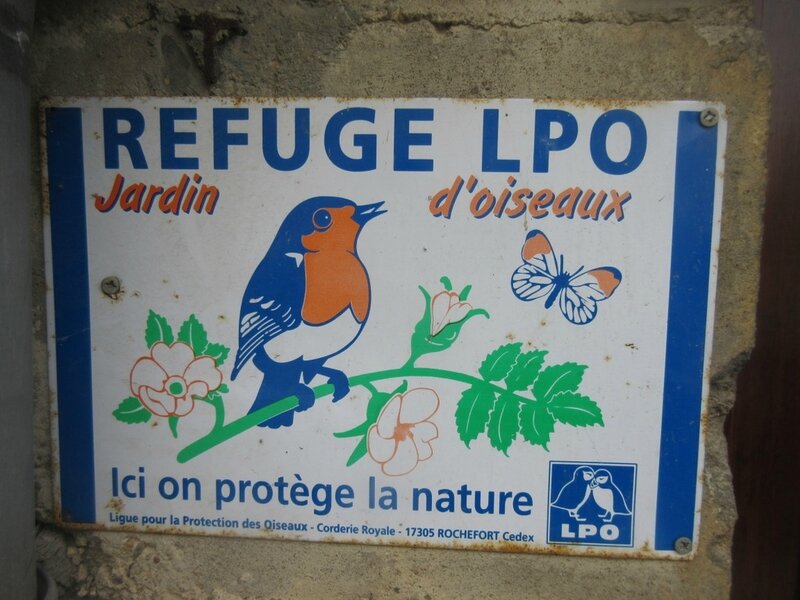 REFUGE LPO
Jardin d'oiseaux
Ici on protège la nature
Ligue pour la Protection des Oiseaux - Corderie Royale - 17305 ROCHEFORT Cedex
LPO